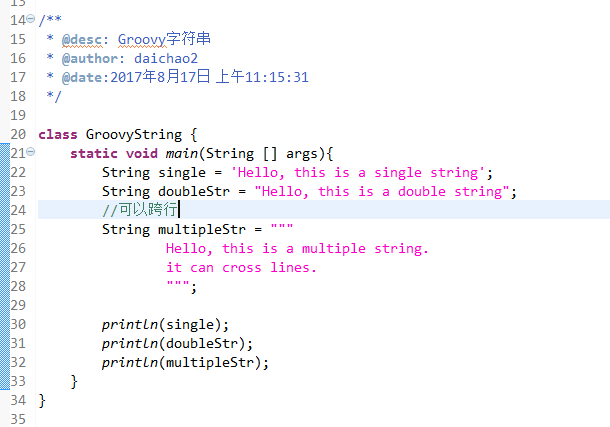 13
14 /**
15  * @desc: Groovy字符串
16  * @author: daichao2
17  * @date:2017年8月17日 上午11:15:31
18  */
19
20 class GroovyString {
21     static void main(String [] args){
22         String single = 'Hello, this is a single string';
23         String doubleStr = "Hello, this is a double string";
24         //可以跨行
25         String multipleStr = """
26                 Hello, this is a multiple string.
27                 it can cross lines.
28                 """;
29
30         println(single);
31         println(doubleStr);
32         println(multipleStr);
33     }
34 }
35